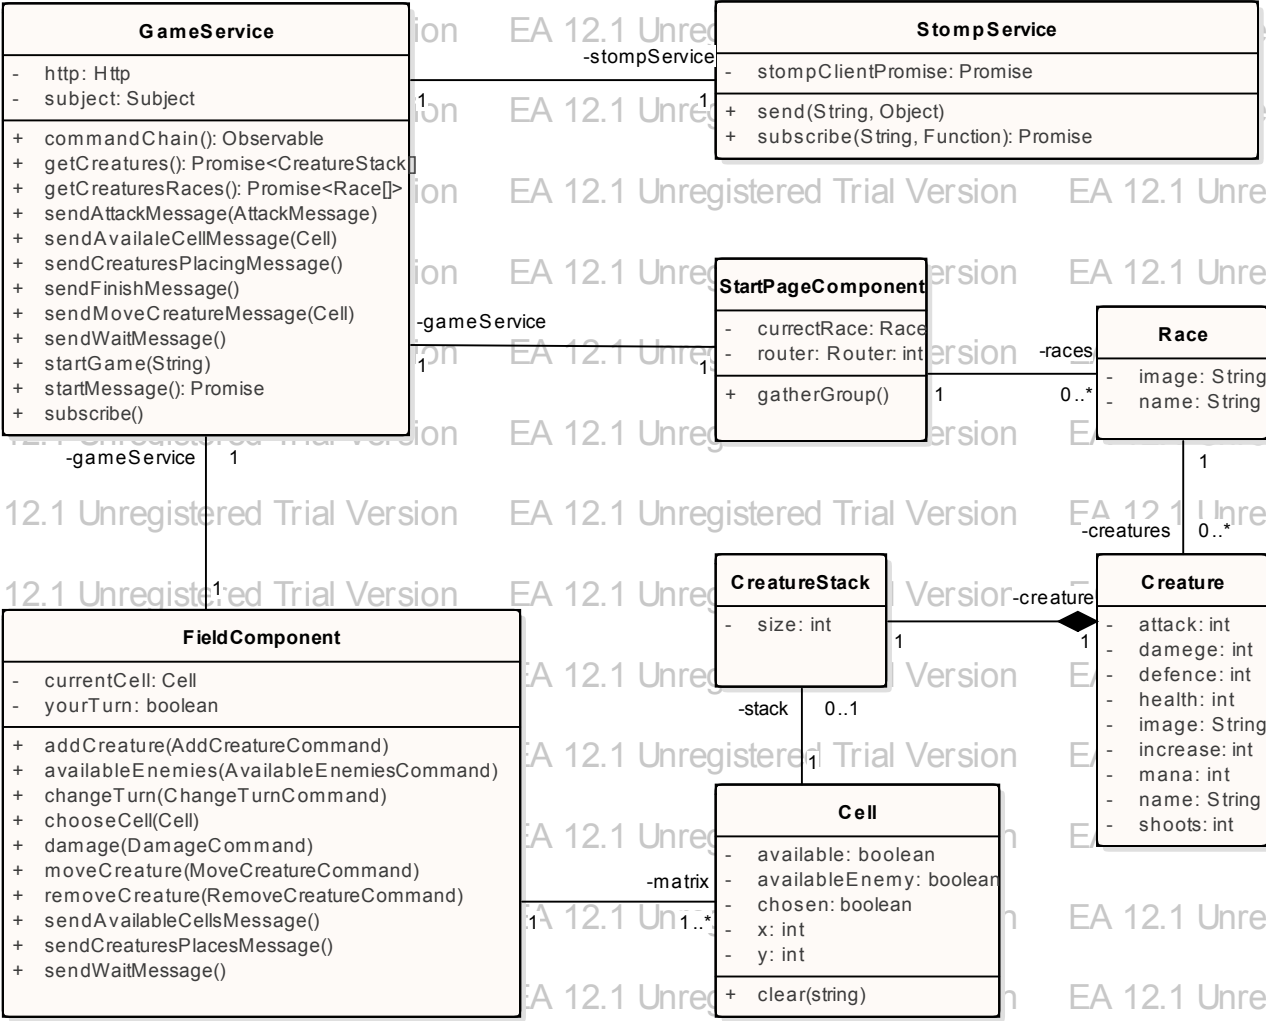 GameService
- http: Http
- subject: Subject
+ commandChain(): Observable
+ getCreatures(): Promise<CreatureStack[]
+ getCreaturesRaces(): Promise<Race[]>
+ sendAttackMessage(AttackMessage)
+ sendAvailaleCellMessage(Cell)
+ sendCreaturesPlacingMessage()
+ sendFinishMessage()
+ sendMoveCreatureMessage(Cell)
+ sendWaitMessage()
+ startGame(String)
+ startMessage(): Promise
+ subscribe()
-stompService
1
1
StompService
- stompClientPromise: Promise
+ send(String, Object)
+ subscribe(String, Function): Promise
-gameService
1
1
StartPageComponent
- currectRace: Race
- router: Router: int
+ gatherGroup()
-races
1
0..*
Race
- image: String
- name: String
1
-creatures
0..*
-gameService
1
1
FieldComponent
- currentCell: Cell
- yourTurn: boolean
+ addCreature(AddCreatureCommand)
+ availableEnemies(AvailableEnemiesCommand)
+ changeTurn(ChangeTurnCommand)
+ chooseCell(Cell)
+ damage(DamageCommand)
+ moveCreature(MoveCreatureCommand)
+ removeCreature(RemoveCreatureCommand)
+ sendAvailableCellsMessage()
+ sendCreaturesPlacesMessage()
+ sendWaitMessage()
CreatureStack
- size: int
-creature
1
1
Creature
- attack: int
- damege: int
- defence: int
- health: int
- image: String
- increase: int
- mana: int
- name: String
- shoots: int
-stack
0..1
1
Cell
- available: boolean
- availableEnemy: boolean
- chosen: boolean
- x: int
- y: int
+ clear(string)
-matrix
1
1..*
EA 12.1 Unregistered Trial Version